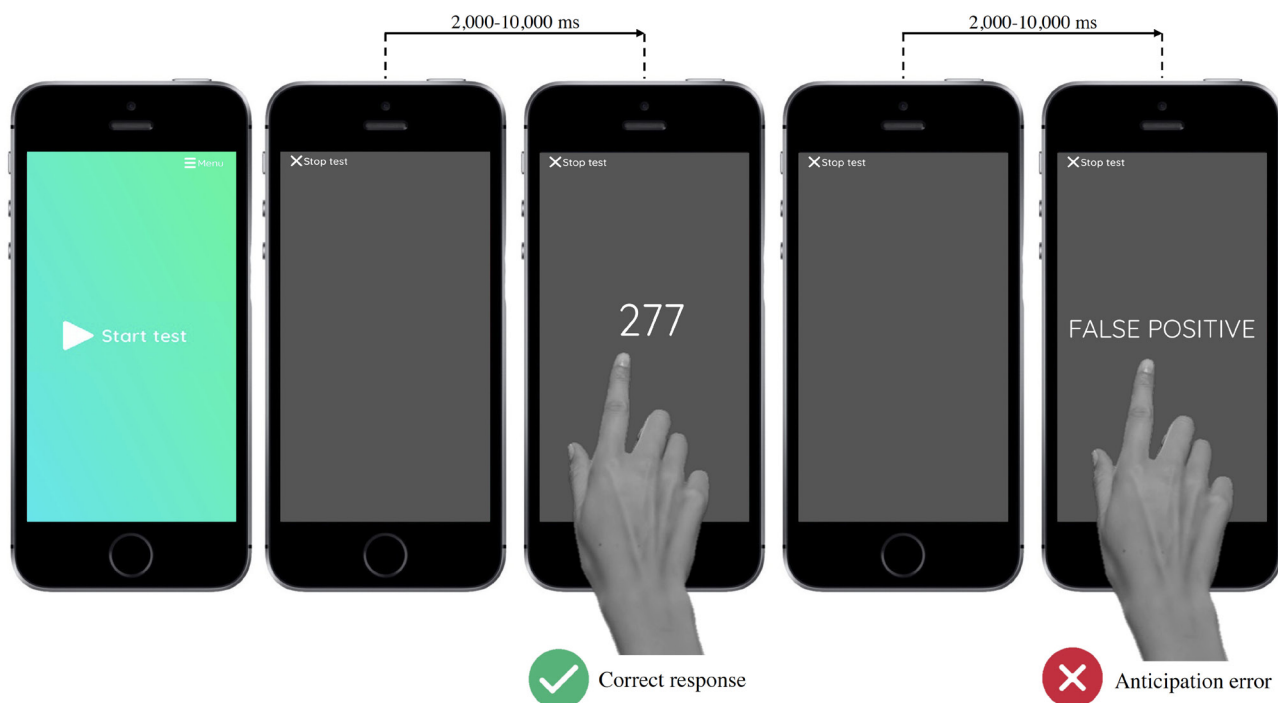 2,000-10,000 ms
2,000-10,000 ms
Menu
Stop test
Stop test
Stop test
Stop test
277
Start test
FALSE POSITIVE
Correct response
Anticipation error